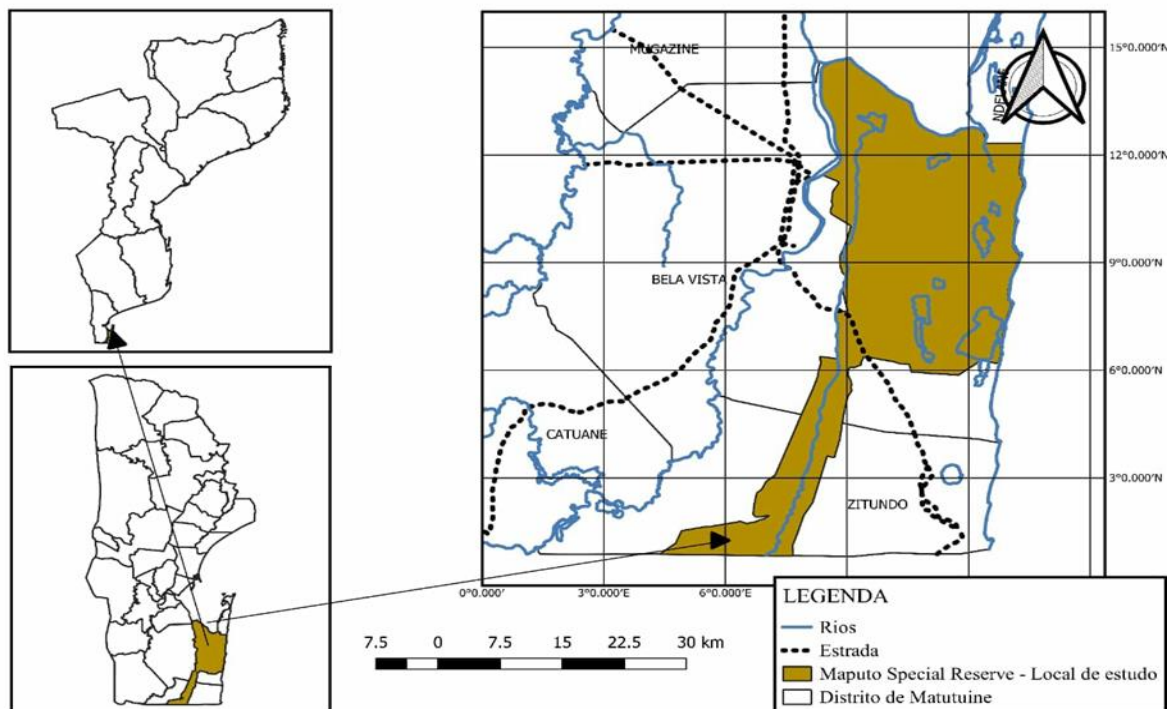 MUGAZINE
BELA VISTA
CATUANE
ZITUNDO
15°0.000'N
12°0.000'N
9°0.000'N
6°0.000'N
3°0.000'N
0°0.000'E
3°0.000'E
6°0.000'E
7.5 0 7.5 15 22.5 30 km
LEGENDA
Rios
Estrada
Maputo Special Reserve - Local de estudo
Distrito de Matutuine